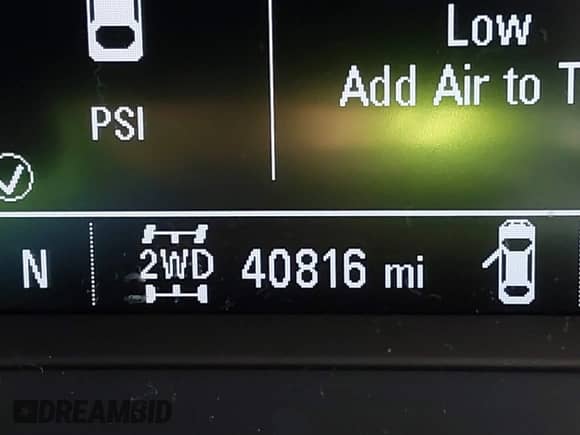 Low
Add Air to T
PSI
N
2WD
40816 mi
DREAMBID